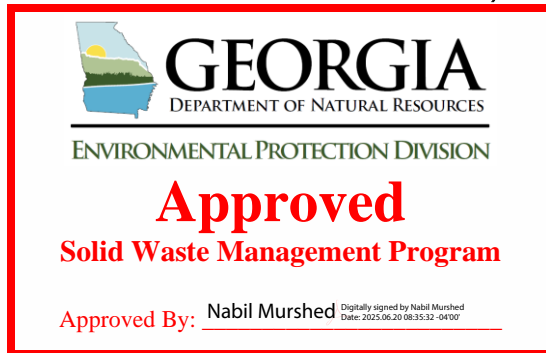 GEORGIA
DEPARTMENT OF NATURAL RESOURCES
ENVIRONMENTAL PROTECTION DIVISION
Approved
Solid Waste Management Program
Approved By: Nabil Murshed Digitally signed by Nabil Murshed
Date: 2025.06.20 08:35:32 -04'00'